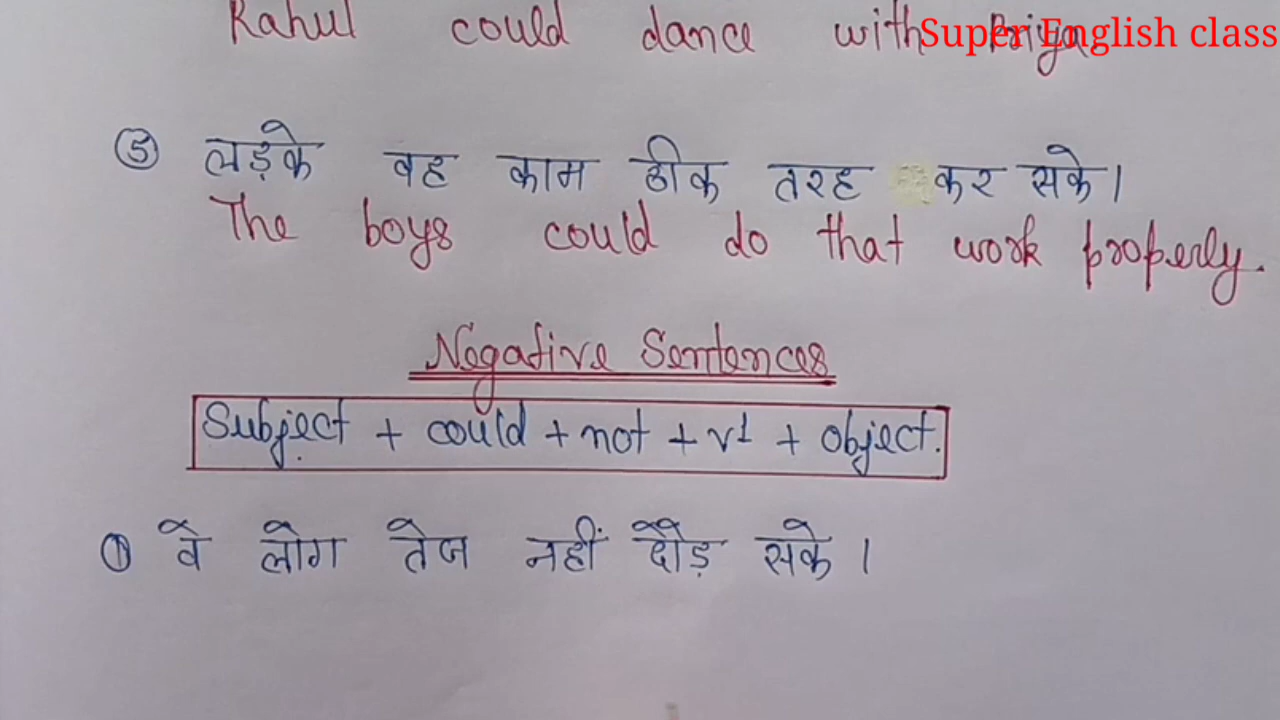 Rahul could dance with Priya
Super English class
⑤ लड़के वह काम ठीक तरह कर सके।
The boys could do that work properly.
Negative Sentences
Subject + could + not + v1 + object.
① वे लोग तेज नहीं दौड़ सके।